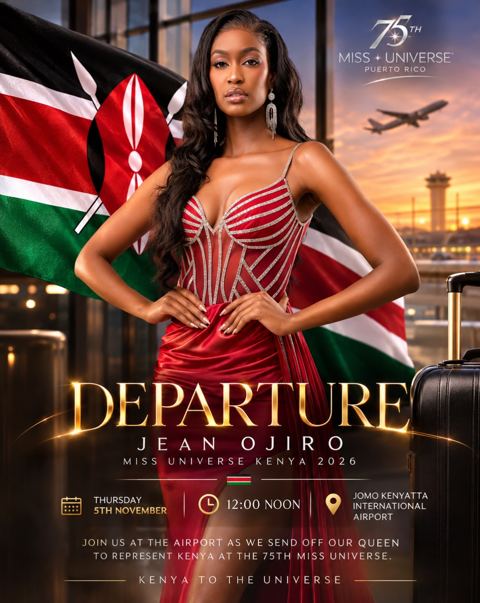 75TH
MISS UNIVERSE
PUERTO RICO
DEPARTURE
JEAN OJIRO
MISS UNIVERSE KENYA 2026
THURSDAY
5TH NOVEMBER
12:00 NOON
JOMO KENYATTA
INTERNATIONAL
AIRPORT
JOIN US AT THE AIRPORT AS WE SEND OFF OUR QUEEN
TO REPRESENT KENYA AT THE 75TH MISS UNIVERSE.
KENYA TO THE UNIVERSE